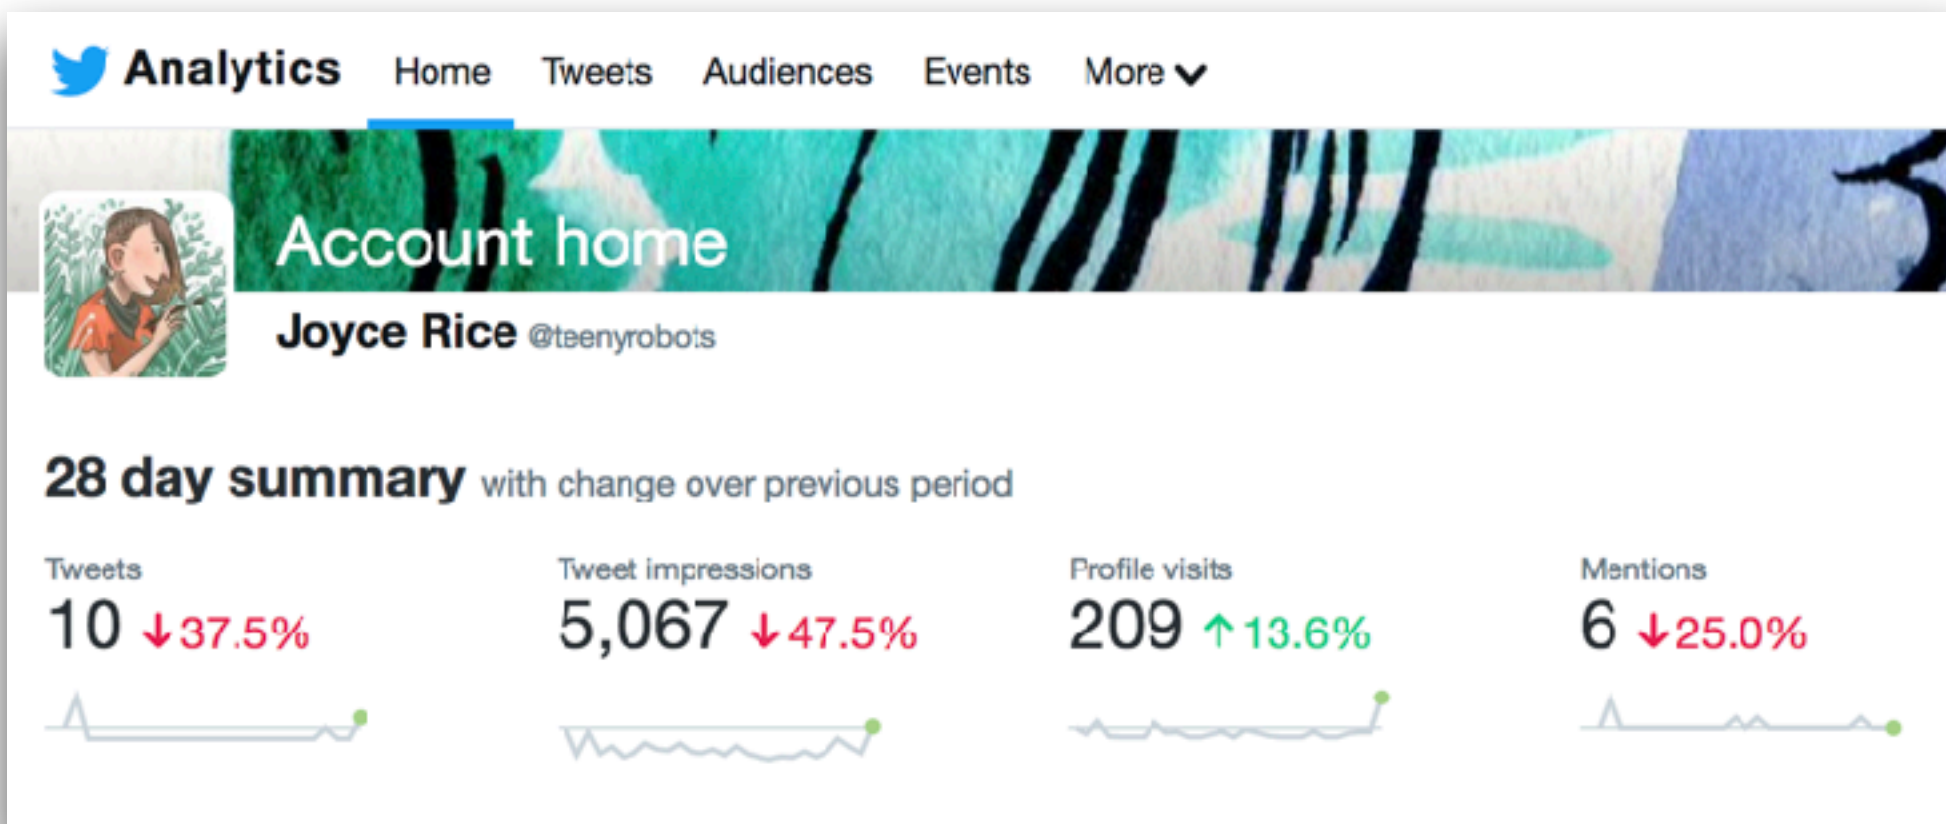 Analytics Home Tweets Audiences Events More
Account home
Joyce Rice @teenyrobots
28 day summary with change over previous period
Tweets Tweet impressions Profile visits Mentions
10 ↓37.5% 5,067 ↓47.5% 209 ↑13.6% 6 ↓25.0%